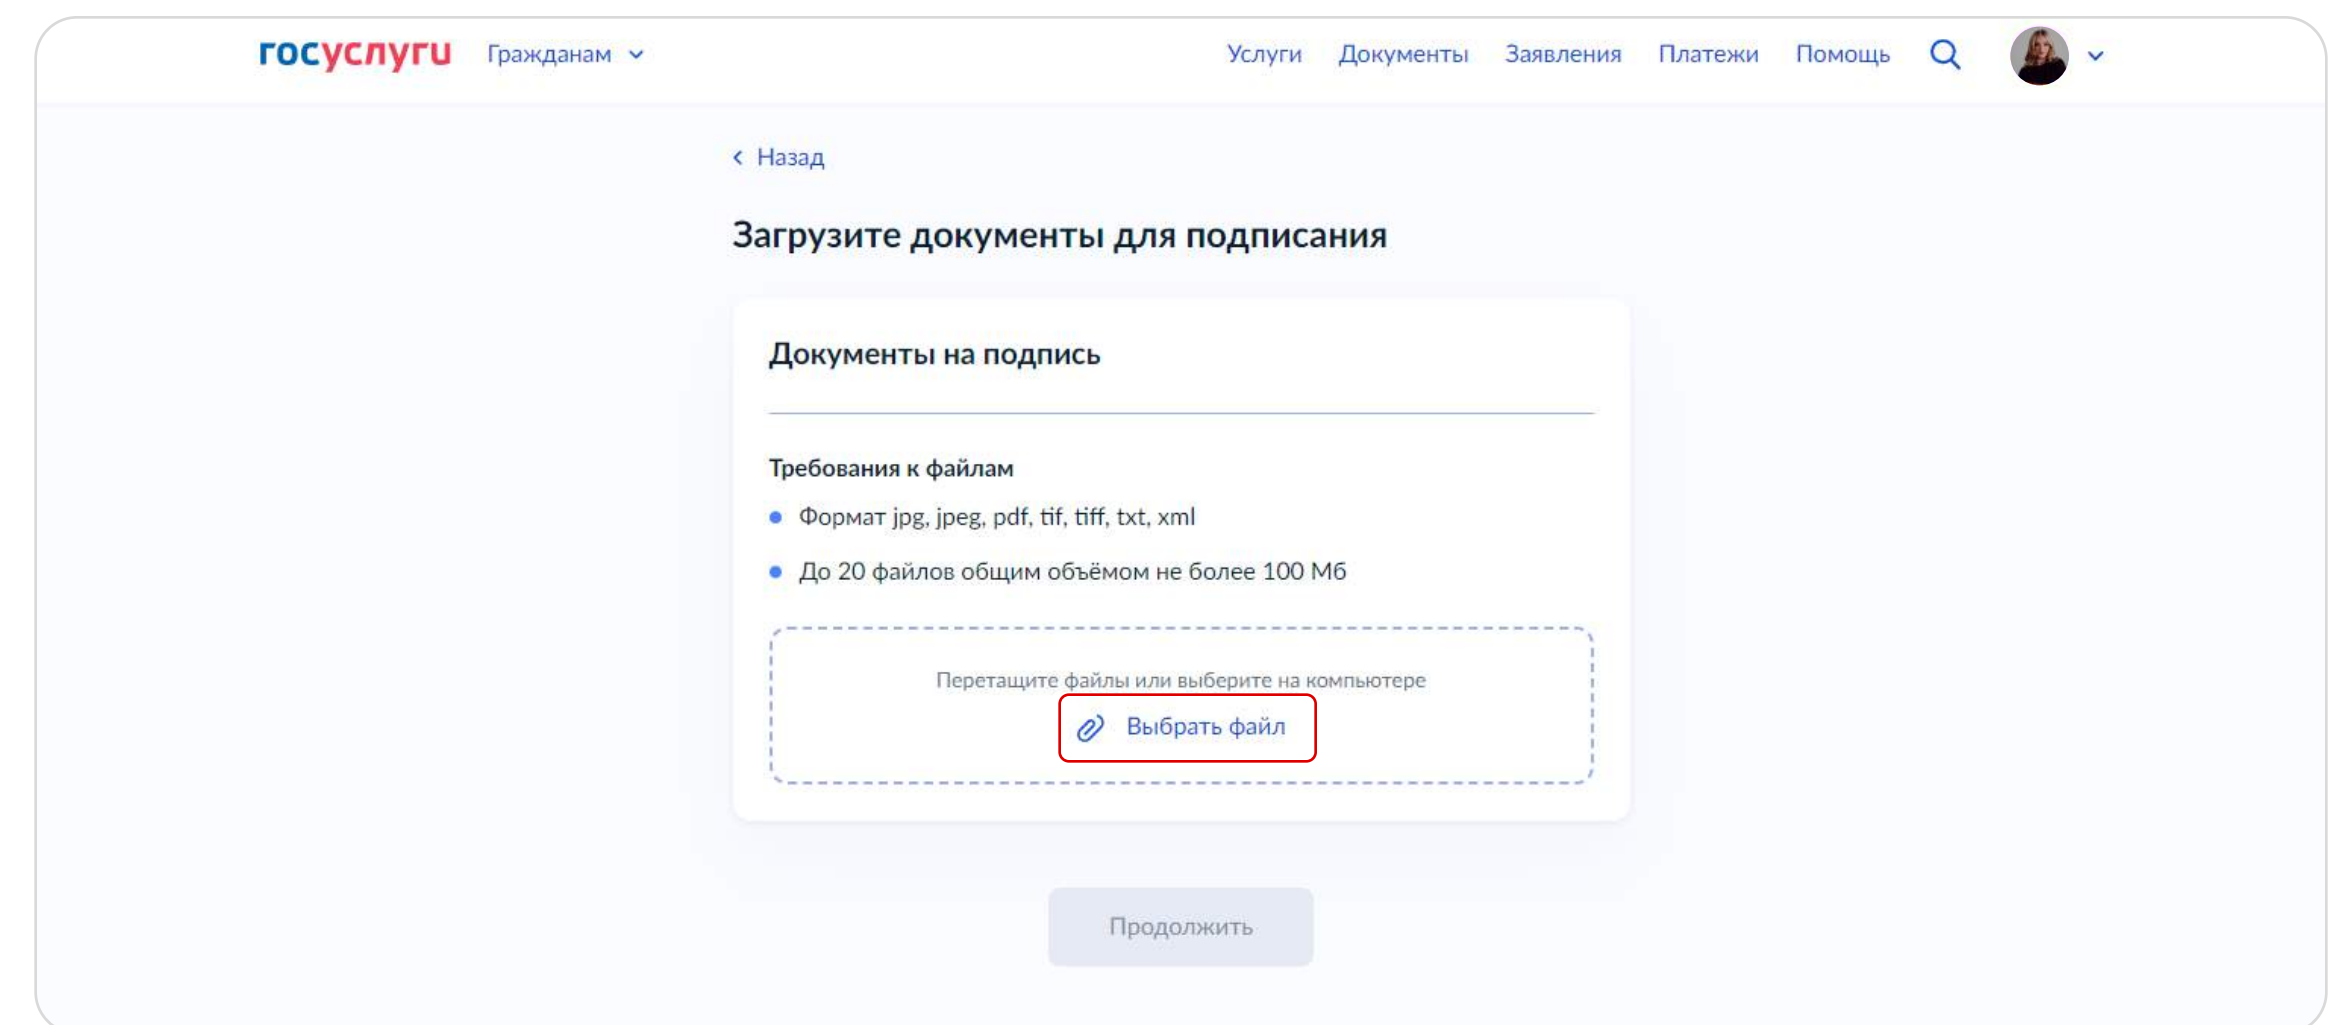 госуслуги Гражданам Услуги Документы Заявления Платежи Помощь
Назад
Загрузите документы для подписания
Документы на подпись
Требования к файлам
Формат jpg, jpeg, pdf, tif, tiff, txt, xml
До 20 файлов общим объёмом не более 100 Мб
Перетащите файлы или выберите на компьютере
Выбрать файл
Продолжить